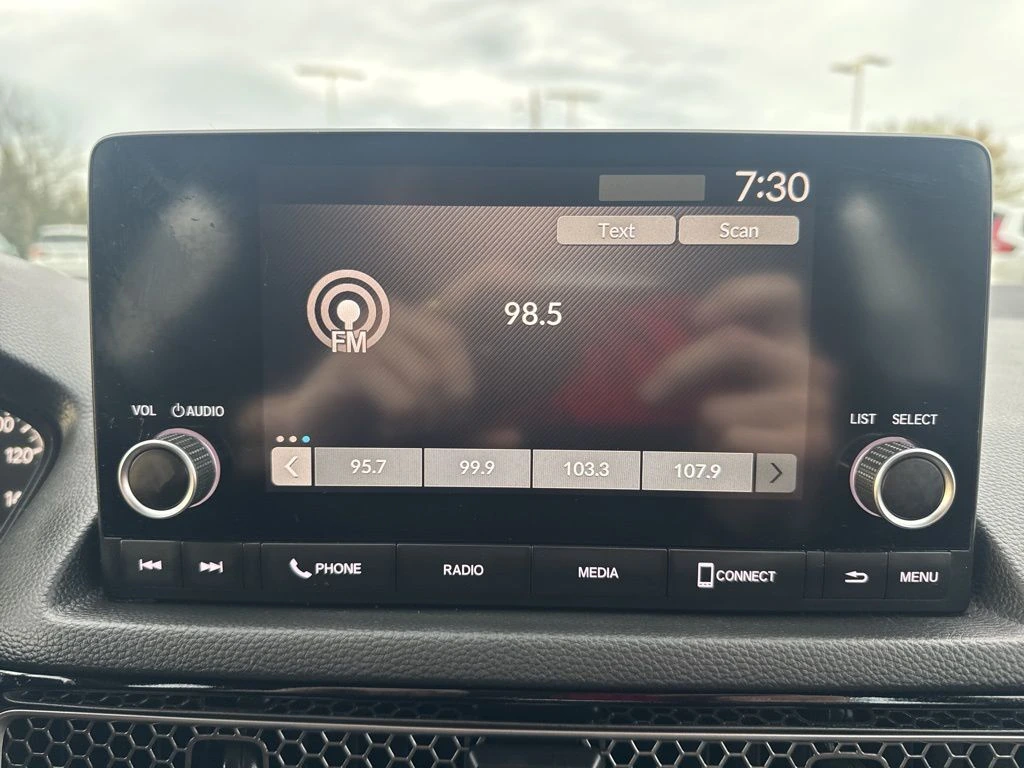 7:30
Text Scan
FM
98.5
VOL AUDIO
LIST SELECT
95.7 99.9 103.3 107.9
120
PHONE RADIO MEDIA CONNECT MENU